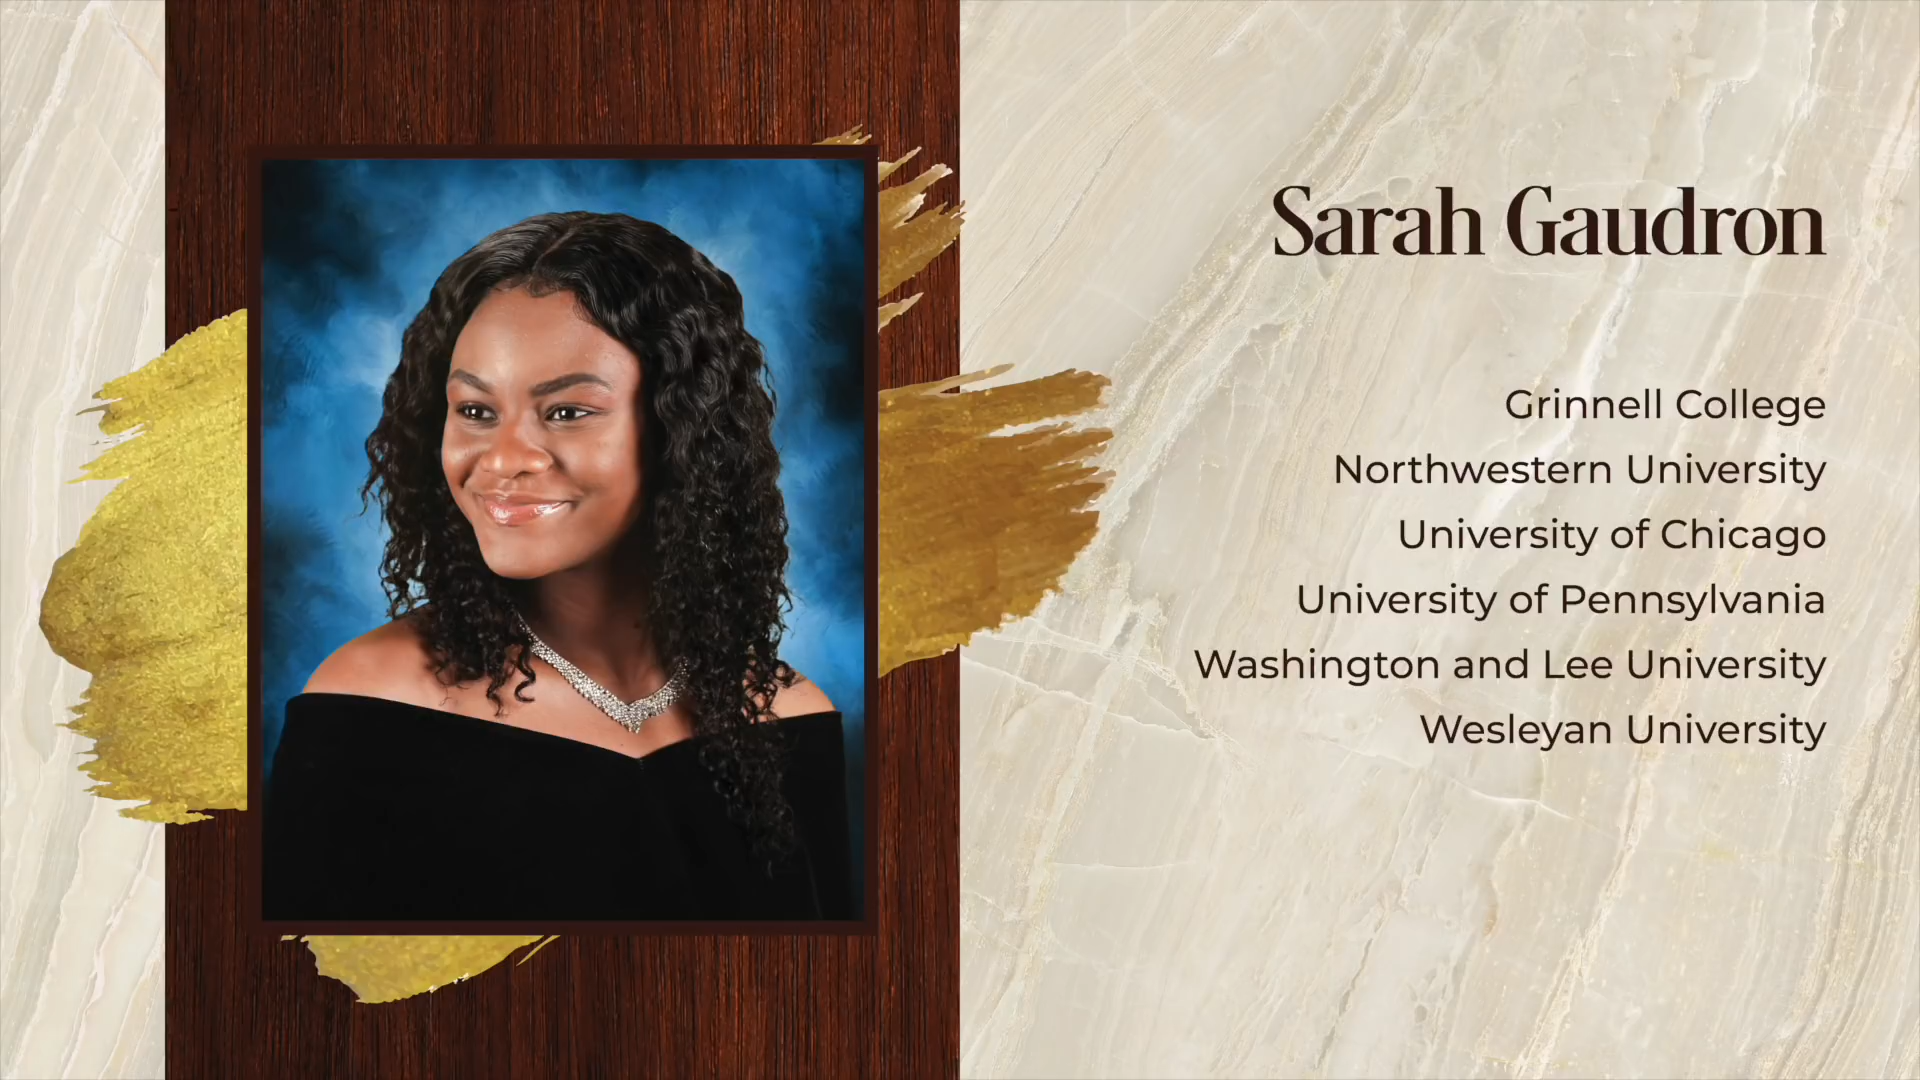 Sarah Gaudron
Grinnell College
Northwestern University
University of Chicago
University of Pennsylvania
Washington and Lee University
Wesleyan University